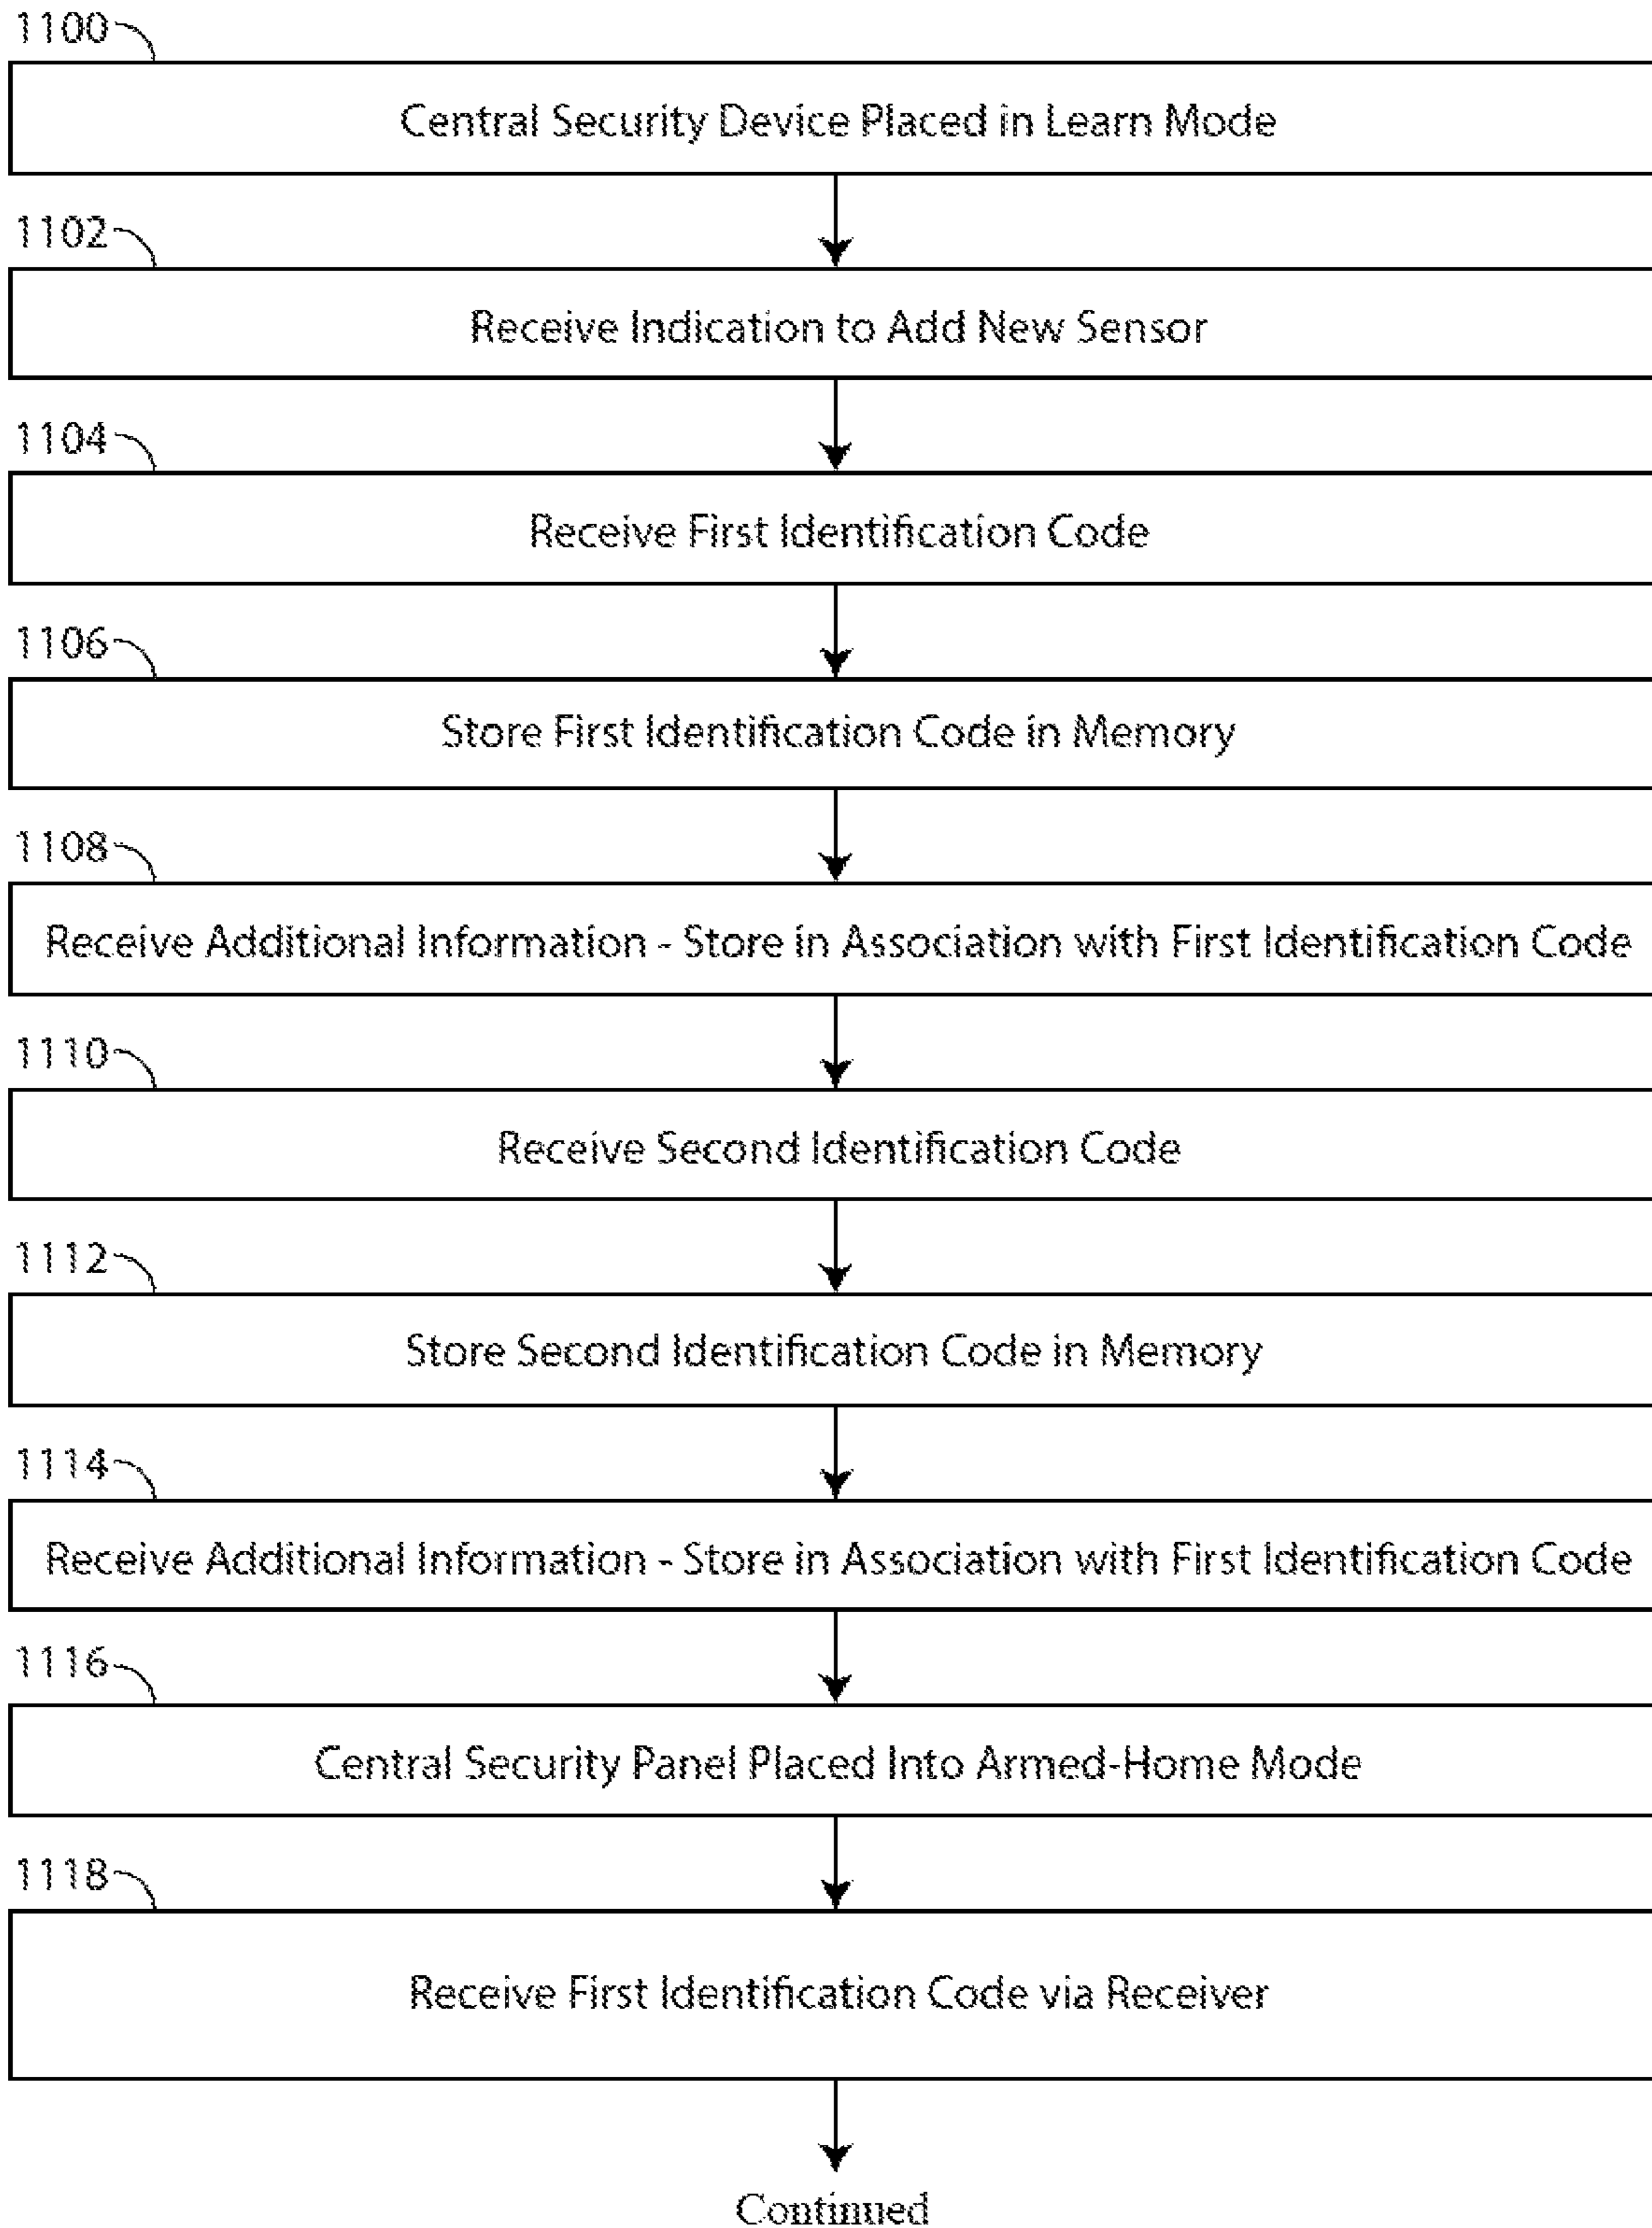 1100
Central Security Device Placed in Learn Mode
1102
Receive Indication to Add New Sensor
1104
Receive First Identification Code
1106
Store First Identification Code in Memory
1108
Receive Additional Information - Store in Association with First Identification Code
1110
Receive Second Identification Code
1112
Store Second Identification Code in Memory
1114
Receive Additional Information - Store in Association with First Identification Code
1116
Central Security Panel Placed Into Armed-Home Mode
1118
Receive First Identification Code via Receiver
Continued